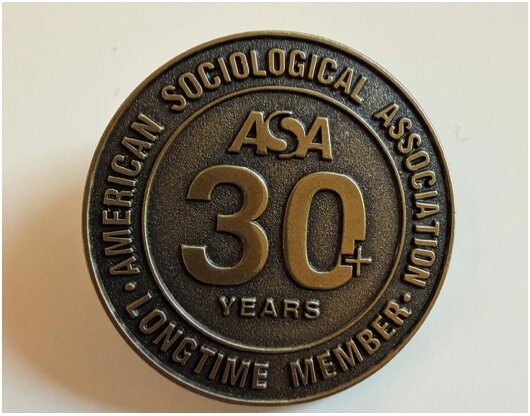 · AMERICAN SOCIOLOGICAL ASSOCIATION ·
ASA
30+
YEARS
LONGTIME MEMBER